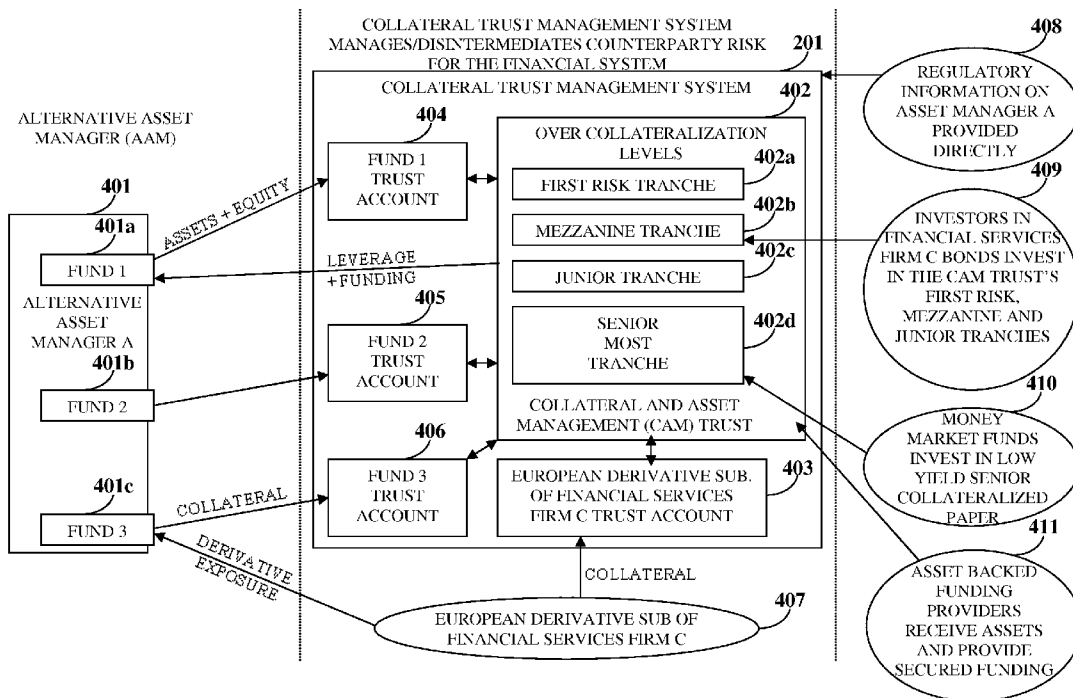 COLLATERAL TRUST MANAGEMENT SYSTEM
MANAGES/DISINTERMEDIATES COUNTERPARTY RISK
FOR THE FINANCIAL SYSTEM
201
COLLATERAL TRUST MANAGEMENT SYSTEM
ALTERNATIVE ASSET
MANAGER (AAM)
401
401a
FUND 1
ALTERNATIVE
ASSET
MANAGER A
401b
FUND 2
401c
FUND 3
ASSETS + EQUITY
LEVERAGE
+FUNDING
COLLATERAL
DERIVATIVE
EXPOSURE
404
FUND 1
TRUST
ACCOUNT
405
FUND 2
TRUST
ACCOUNT
406
FUND 3
TRUST
ACCOUNT
402
OVER COLLATERALIZATION
LEVELS
402a
FIRST RISK TRANCHE
402b
MEZZANINE TRANCHE
402c
JUNIOR TRANCHE
402d
SENIOR
MOST
TRANCHE
COLLATERAL AND ASSET
MANAGEMENT (CAM) TRUST
403
EUROPEAN DERIVATIVE SUB.
OF FINANCIAL SERVICES
FIRM C TRUST ACCOUNT
COLLATERAL
407
EUROPEAN DERIVATIVE SUB OF
FINANCIAL SERVICES FIRM C
408
REGULATORY
INFORMATION ON
ASSET MANAGER A
PROVIDED
DIRECTLY
409
INVESTORS IN
FINANCIAL SERVICES
FIRM C BONDS INVEST
IN THE CAM TRUST'S
FIRST RISK,
MEZZANINE AND
JUNIOR TRANCHES
410
MONEY
MARKET FUNDS
INVEST IN LOW
YIELD SENIOR
COLLATERALIZED
PAPER
411
ASSET BACKED
FUNDING
PROVIDERS
RECEIVE ASSETS
AND PROVIDE
SECURED FUNDING